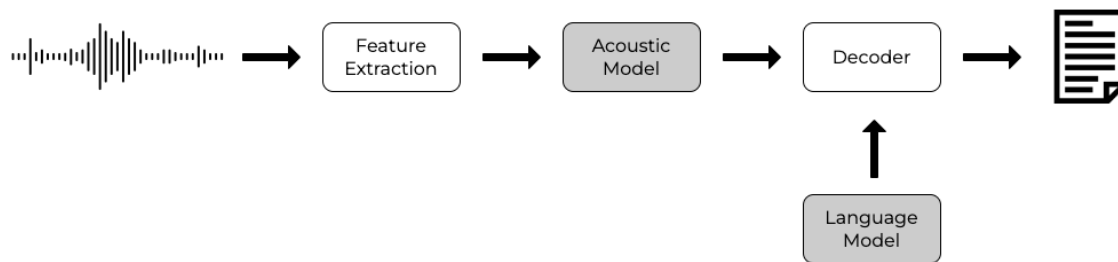 Feature
Extraction
Acoustic
Model
Decoder
Language
Model